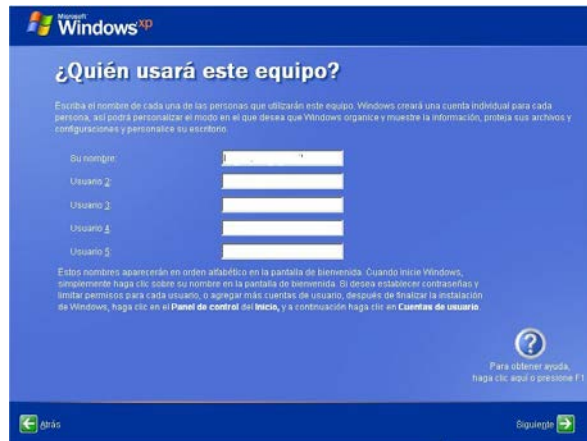 Microsoft
Windows xp
¿Quién usará este equipo?
Escriba el nombre de cada una de las personas que utilizarán este equipo. Windows creará una cuenta individual para cada
persona, así podrá personalizar el modo en el que desea que Windows organice y muestre la información, proteja sus archivos y
configuraciones y personalice su escritorio.
Su nombre:
Usuario 2:
Usuario 3:
Usuario 4:
Usuario 5:
Estos nombres aparecerán en orden alfabético en la pantalla de bienvenida. Cuando inicie Windows,
simplemente haga clic sobre su nombre en la pantalla de bienvenida. Si desea establecer contraseñas y
limitar permisos para cada usuario, o agregar más cuentas de usuario, después de finalizar la instalación
de Windows, haga clic en el Panel de control del Inicio, y a continuación haga clic en Cuentas de usuario.
Para obtener ayuda,
haga clic aquí o presione F1
Atrás
Siguiente